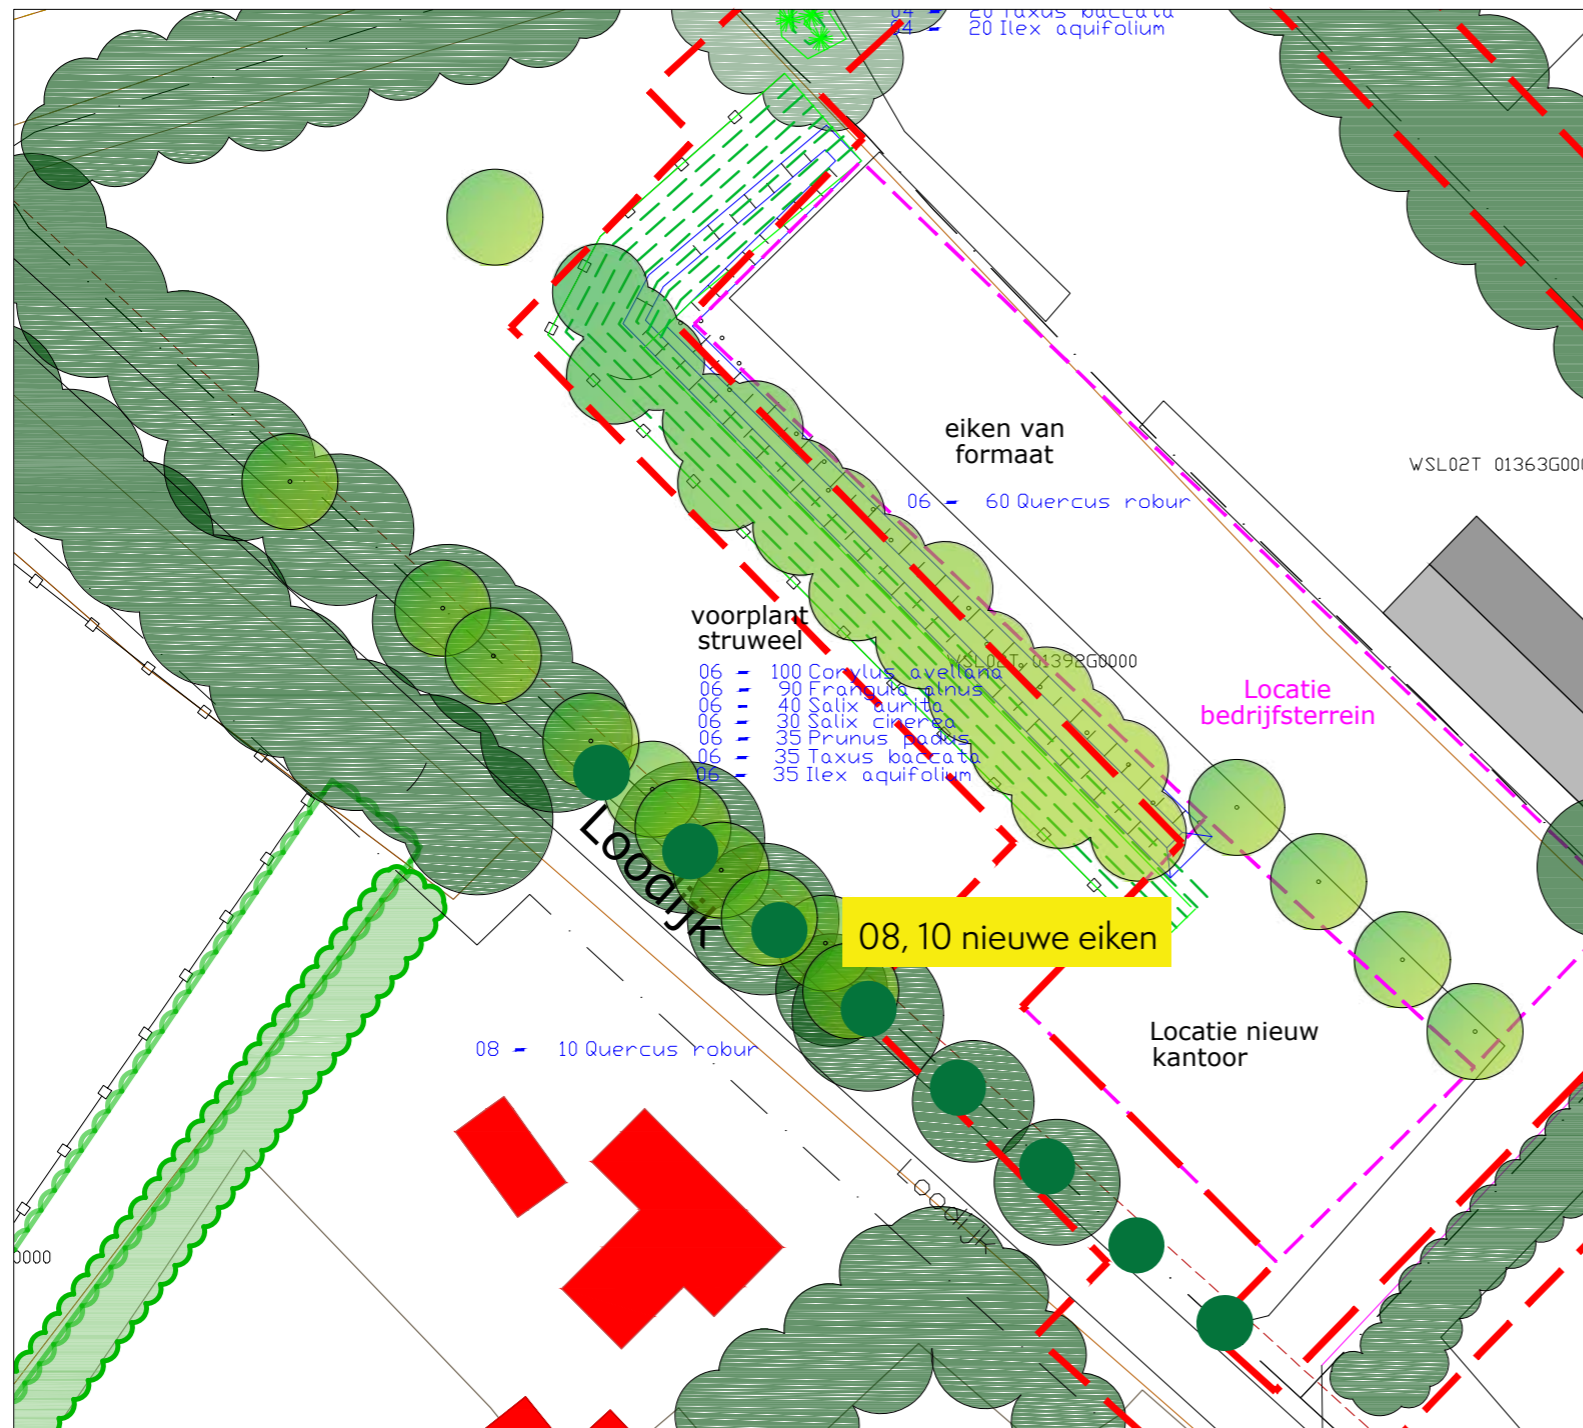 04 - 20 Taxus baccata
04 - 20 Ilex aquifolium
eiken van
formaat
WSL02T 01363G000
06 - 60 Quercus robur
voorplant
struweel
WSL02T 01392G0000
06 - 100 Corylus avellana
06 - 90 Frangula alnus
06 - 40 Salix aurita
06 - 30 Salix cinerea
06 - 35 Prunus padus
06 - 35 Taxus baccata
06 - 35 Ilex aquifolium
Locatie
bedrijfsterrein
Loodijk
08, 10 nieuwe eiken
Locatie nieuw
kantoor
08 - 10 Quercus robur
Loodijk
0000